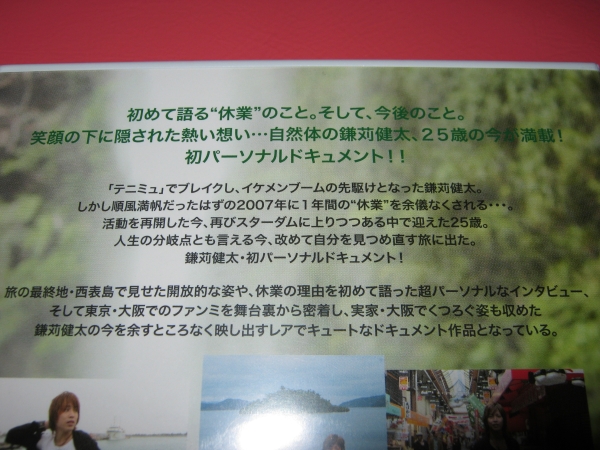 初めて語る“休業”のこと。そして、今後のこと。
笑顔の下に隠された熱い想い…自然体の鎌苅健太、25歳の今が満載！
初パーソナルドキュメント！！
「テニミュ」でブレイクし、イケメンブームの先駆けとなった鎌苅健太。
しかし順風満帆だったはずの2007年に1年間の“休業”を余儀なくされる・・・。
活動を再開した今、再びスターダムに上りつつある中で迎えた25歳。
人生の分岐点とも言える今、改めて自分を見つめ直す旅に出た。
鎌苅健太・初パーソナルドキュメント！
旅の最終地・西表島で見せた開放的な姿や、休業の理由を初めて語った超パーソナルなインタビュー、
そして東京・大阪でのファンミを舞台裏から密着し、実家・大阪でくつろぐ姿も収めた
鎌苅健太の今を余すところなく映し出すレアでキュートなドキュメント作品となっている。